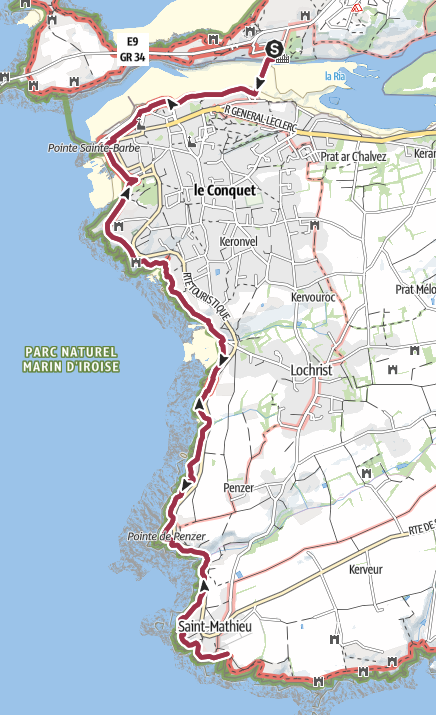 E9
GR 34
S
la Ria
R GENERAL-LECLERC
Pointe Sainte-Barbe
Prat ar Chalvez
le Conquet
Keronvel
RTE TOURISTIQUE
Kervouroc
Prat Mélo
PARC NATUREL
MARIN D'IROISE
Lochrist
Penzer
Pointe de Penzer
RTE DE S
Kerveur
Saint-Mathieu